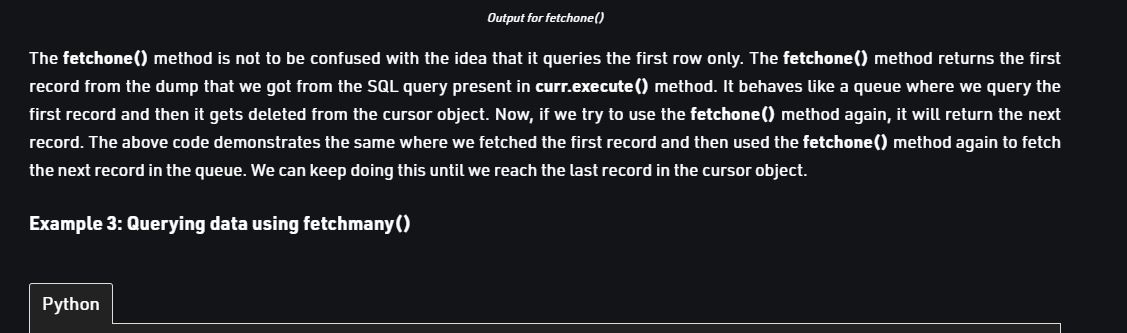 Output for fetchone()
The fetchone() method is not to be confused with the idea that it queries the first row only. The fetchone() method returns the first
record from the dump that we got from the SQL query present in curr.execute() method. It behaves like a queue where we query the
first record and then it gets deleted from the cursor object. Now, if we try to use the fetchone() method again, it will return the next
record. The above code demonstrates the same where we fetched the first record and then used the fetchone() method again to fetch
the next record in the queue. We can keep doing this until we reach the last record in the cursor object.
Example 3: Querying data using fetchmany()
Python